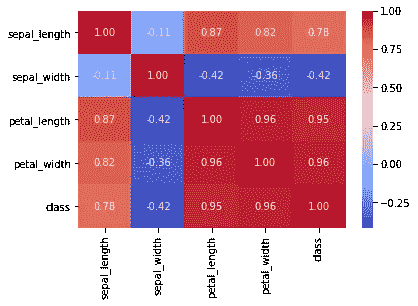 sepal_length 1.00 -0.11 0.87 0.82 0.78
sepal_width -0.11 1.00 -0.42 -0.36 -0.42
petal_length 0.87 -0.42 1.00 0.96 0.95
petal_width 0.82 -0.36 0.96 1.00 0.96
class 0.78 -0.42 0.95 0.96 1.00
sepal_length sepal_width petal_length petal_width class
1.00
0.75
0.50
0.25
0.00
-0.25